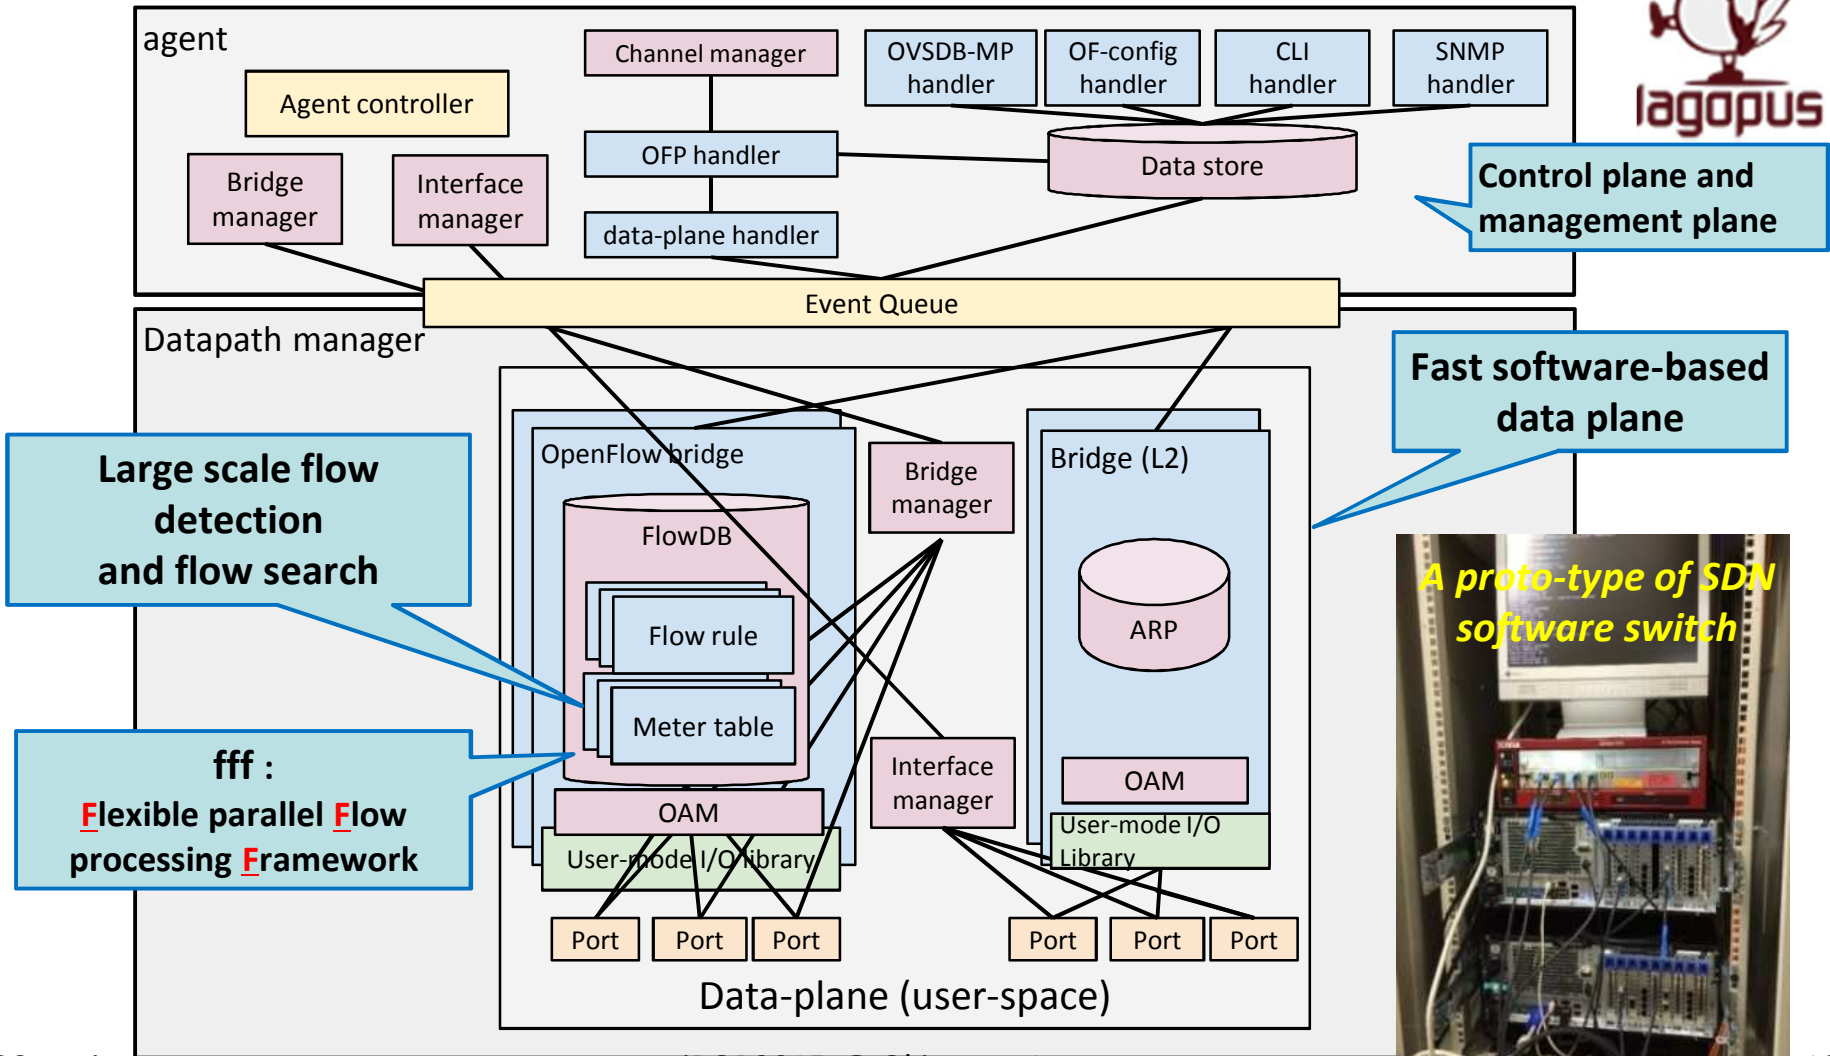 agent
Channel manager
OVSDB-MP
handler
OF-config
handler
CLI
handler
SNMP
handler
lagopus
Agent controller
OFP handler
Data store
Bridge
manager
Interface
manager
data-plane handler
Control plane and
management plane
Event Queue
Datapath manager
Fast software-based
data plane
OpenFlow bridge
Bridge
manager
Bridge (L2)
Large scale flow
detection
and flow search
FlowDB
Flow rule
Meter table
ARP
A proto-type of SDN
software switch
fff :
Flexible parallel Flow
processing Framework
Interface
manager
OAM
OAM
User-mode I/O library
User-mode I/O
Library
Port
Port
Port
Port
Port
Port
Data-plane (user-space)